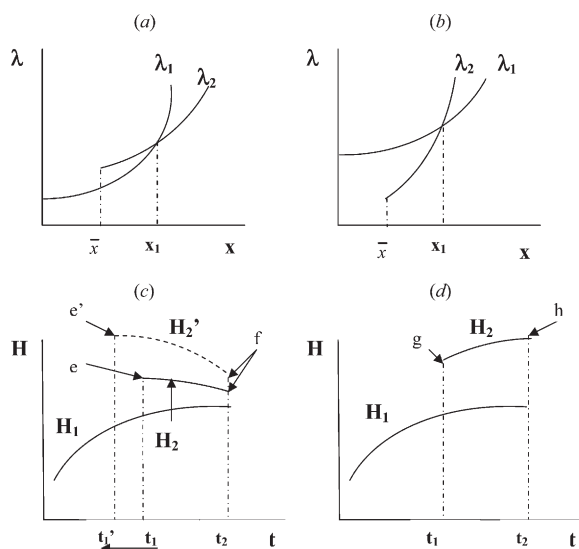 (a)
(b)
λ
λ₁
λ₂
x̄
x₁
x
λ
λ₂
λ₁
x̄
x₁
x
(c)
(d)
e’
H₂’
f
H
e
H₁
H₂
t₁’
t₁
t₂
t
h
H₂
g
H
H₁
t₁
t₂
t